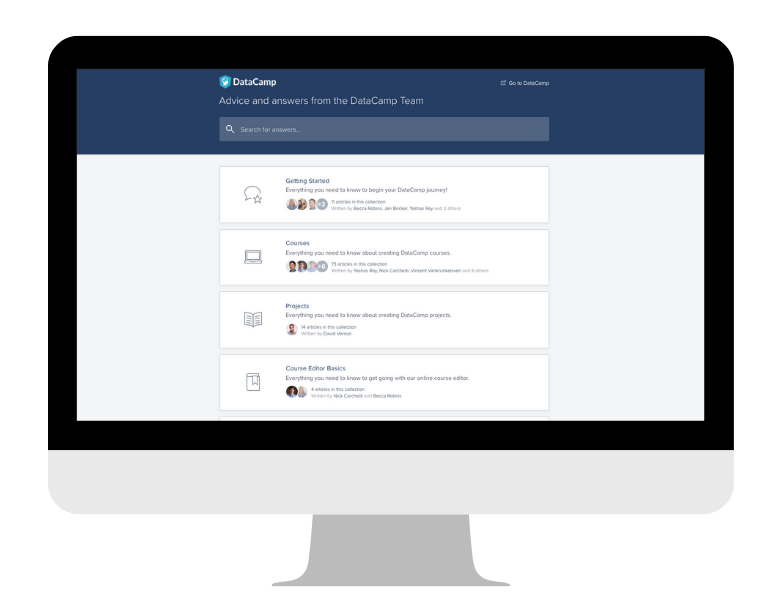 DataCamp
Go to DataCamp
Advice and answers from the DataCamp Team
Search for answers...
Getting Started
Everything you need to know to begin your DataCamp journey!
+2
11 articles in this collection
Written by Becca Robins, Jen Bricker, Yashas Roy and 2 others
Courses
Everything you need to know about creating DataCamp courses.
73 articles in this collection
Written by Yashas Roy, Nick Carchedi, Vincent Vankrunkelsven and others
Projects
Everything you need to know about creating DataCamp projects.
14 articles in this collection
Written by David Venturi
Course Editor Basics
Everything you need to know to get going with our online course editor.
4 articles in this collection
Written by Nick Carchedi and Becca Robins